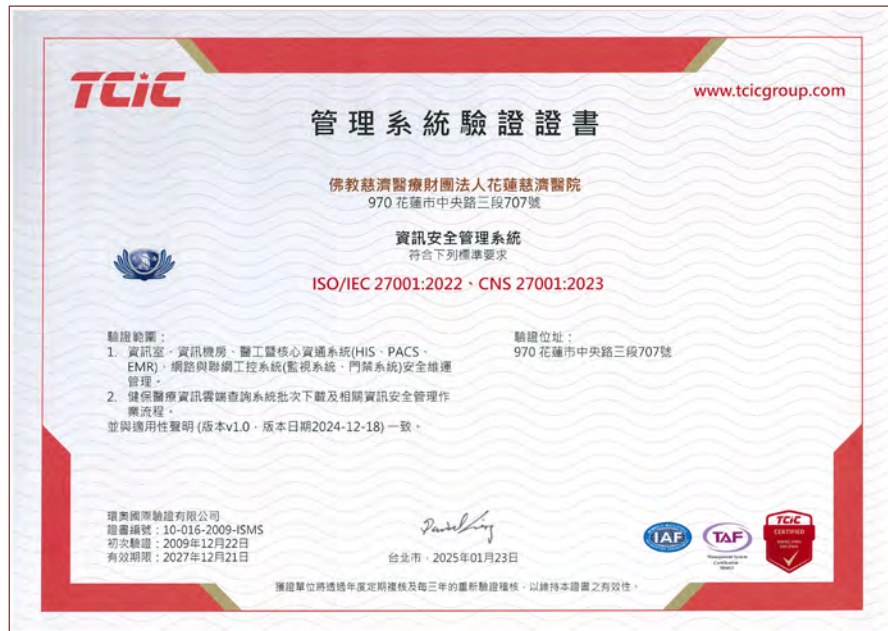 TCiC
www.tcicgroup.com
管理系統驗證證書
佛教慈濟醫療財團法人花蓮慈濟醫院
970 花蓮市中央路三段707號
資訊安全管理系統
符合下列標準要求
ISO/IEC 27001:2022、CNS 27001:2023
驗證範圍：
1. 資訊室、資訊機房、醫工暨核心資通系統(HIS、PACS、
EMR)、網路與聯網工控系統(監視系統、門禁系統)安全維運
管理。
2. 健保醫療資訊雲端查詢系統批次下載及相關資訊安全管理作
業流程。
並與適用性聲明 (版本v1.0，版本日期2024-12-18) 一致。
驗證位址：
970 花蓮市中央路三段707號
環奧國際驗證有限公司
證書編號：10-016-2009-ISMS
初次驗證：2009年12月22日
有效期限：2027年12月21日
台北市，2025年01月23日
IAF
TAF
Management System
Certification
TCiC
CERTIFIED
獲證單位將透過年度定期複核及每三年的重新驗證稽核，以維持本證書之有效性。